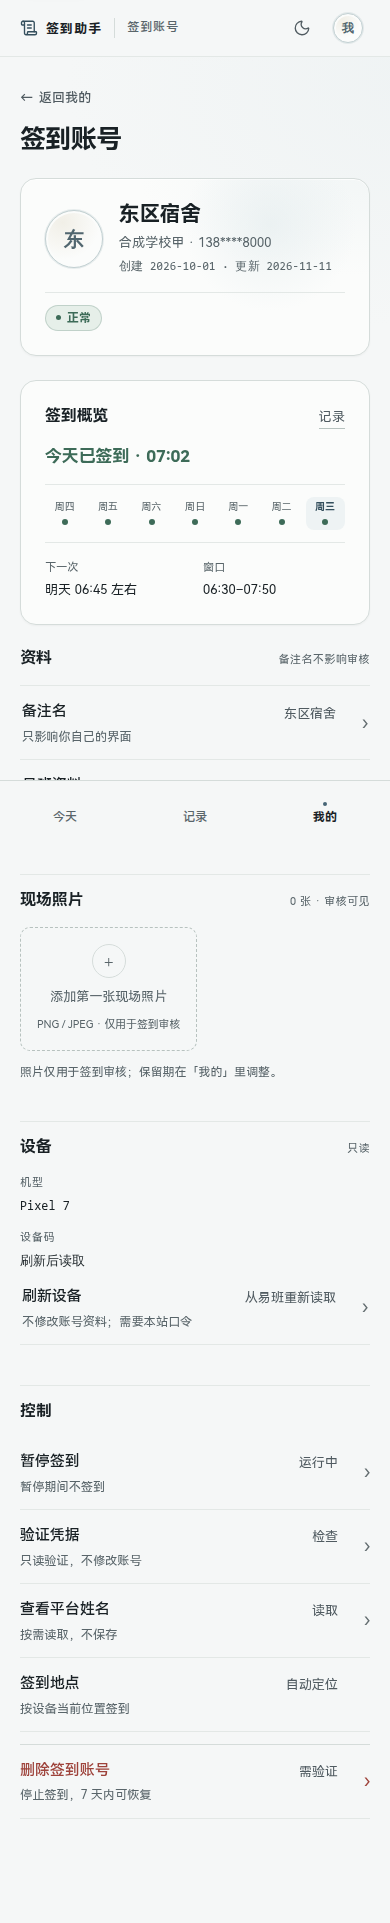 签到助手
签到账号
我
← 返回我的
签到账号
东
东区宿舍
合成学校甲 · 138****8000
创建 2026-10-01 · 更新 2026-11-11
正常
签到概览
记录
今天已签到 · 07:02
周四 周五 周六 周日 周一 周二 周三
下一次
窗口
明天 06:45 左右
06:30–07:50
资料
备注名不影响审核
备注名
东区宿舍
只影响你自己的界面
今天
记录
我的
现场照片
0 张 · 审核可见
+
添加第一张现场照片
PNG / JPEG · 仅用于签到审核
照片仅用于签到审核；保留期在「我的」里调整。
设备
只读
机型
Pixel 7
设备码
刷新后读取
刷新设备
从易班重新读取
不修改账号资料；需要本站口令
控制
暂停签到
运行中
暂停期间不签到
验证凭据
检查
只读验证，不修改账号
查看平台姓名
读取
按需读取，不保存
签到地点
自动定位
按设备当前位置签到
删除签到账号
需验证
停止签到，7 天内可恢复